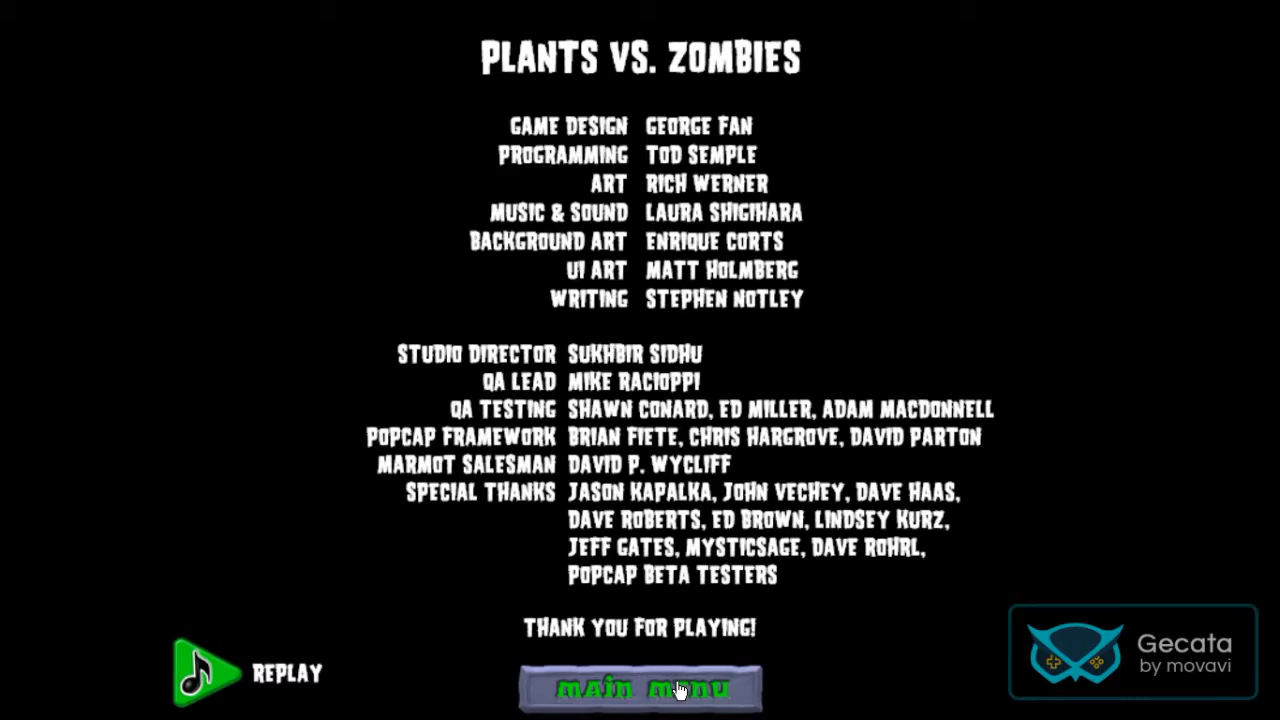 PLANTS VS. ZOMBIES
GAME DESIGN GEORGE FAN
PROGRAMMING TOD SEMPLE
ART RICH WERNER
MUSIC & SOUND LAURA SHIGIHARA
BACKGROUND ART ENRIQUE CORTS
UI ART MATT HOLMBERG
WRITING STEPHEN NOTLEY
STUDIO DIRECTOR SUKHBIR SIDHU
QA LEAD MIKE RACIOPPI
QA TESTING SHAWN CONARD, ED MILLER, ADAM MACDONNELL
POPCAP FRAMEWORK BRIAN FIETE, CHRIS HARGROVE, DAVID PARTON
MARMOT SALESMAN DAVID P. WYCLIFF
SPECIAL THANKS JASON KAPALKA, JOHN VECHEY, DAVE HAAS,
DAVE ROBERTS, ED BROWN, LINDSEY KURZ,
JEFF GATES, MYSTICSAGE, DAVE ROHRL,
POPCAP BETA TESTERS
THANK YOU FOR PLAYING!
REPLAY
MAIN MENU
Gecata
by movavi